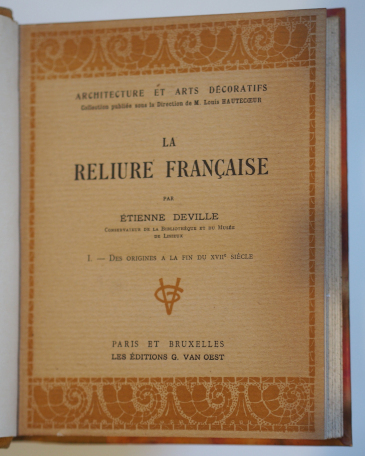 ARCHITECTURE ET ARTS DÉCORATIFS
Collection publiée sous la Direction de M. Louis HAUTECŒUR
LA
RELIURE FRANÇAISE
PAR
ÉTIENNE DEVILLE
Conservateur de la Bibliothèque et du Musée
de Lisieux
I. — Des origines a la fin du XVIIe siècle
PARIS ET BRUXELLES
LES ÉDITIONS G. VAN OEST